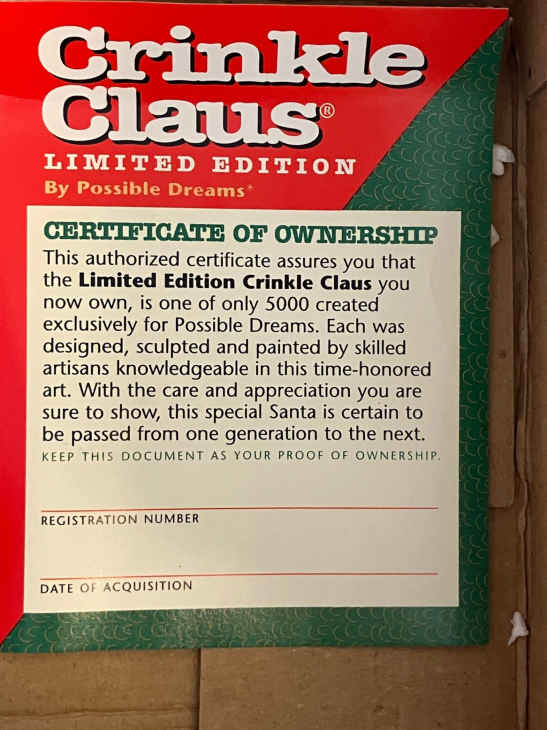 Crinkle
Claus®
LIMITED EDITION
By Possible Dreams®
CERTIFICATE OF OWNERSHIP
This authorized certificate assures you that
the Limited Edition Crinkle Claus you
now own, is one of only 5000 created
exclusively for Possible Dreams. Each was
designed, sculpted and painted by skilled
artisans knowledgeable in this time-honored
art. With the care and appreciation you are
sure to show, this special Santa is certain to
be passed from one generation to the next.
KEEP THIS DOCUMENT AS YOUR PROOF OF OWNERSHIP.
REGISTRATION NUMBER
DATE OF ACQUISITION